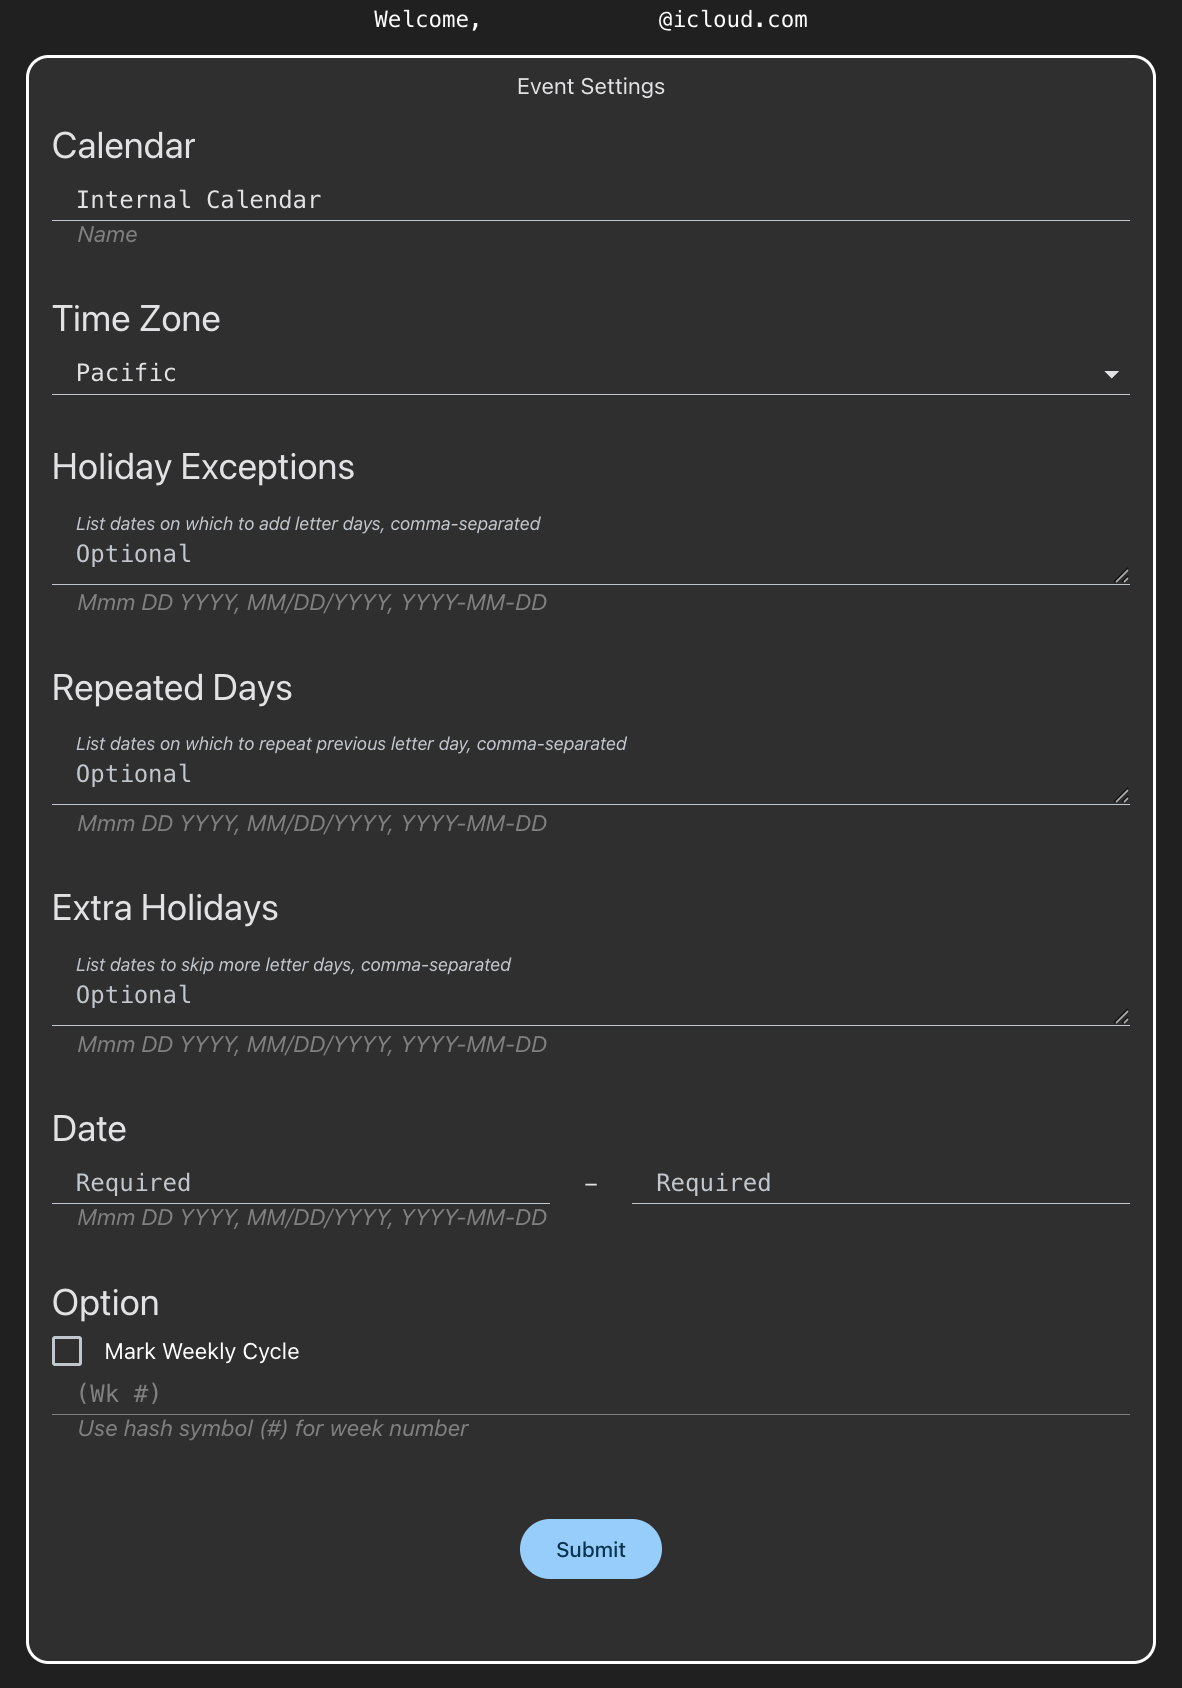 Welcome, @icloud.com
Event Settings
Calendar
Internal Calendar
Name
Time Zone
Pacific
Holiday Exceptions
List dates on which to add letter days, comma-separated
Optional
Mmm DD YYYY, MM/DD/YYYY, YYYY-MM-DD
Repeated Days
List dates on which to repeat previous letter day, comma-separated
Optional
Mmm DD YYYY, MM/DD/YYYY, YYYY-MM-DD
Extra Holidays
List dates to skip more letter days, comma-separated
Optional
Mmm DD YYYY, MM/DD/YYYY, YYYY-MM-DD
Date
Required – Required
Mmm DD YYYY, MM/DD/YYYY, YYYY-MM-DD
Option
Mark Weekly Cycle
(Wk #)
Use hash symbol (#) for week number
Submit